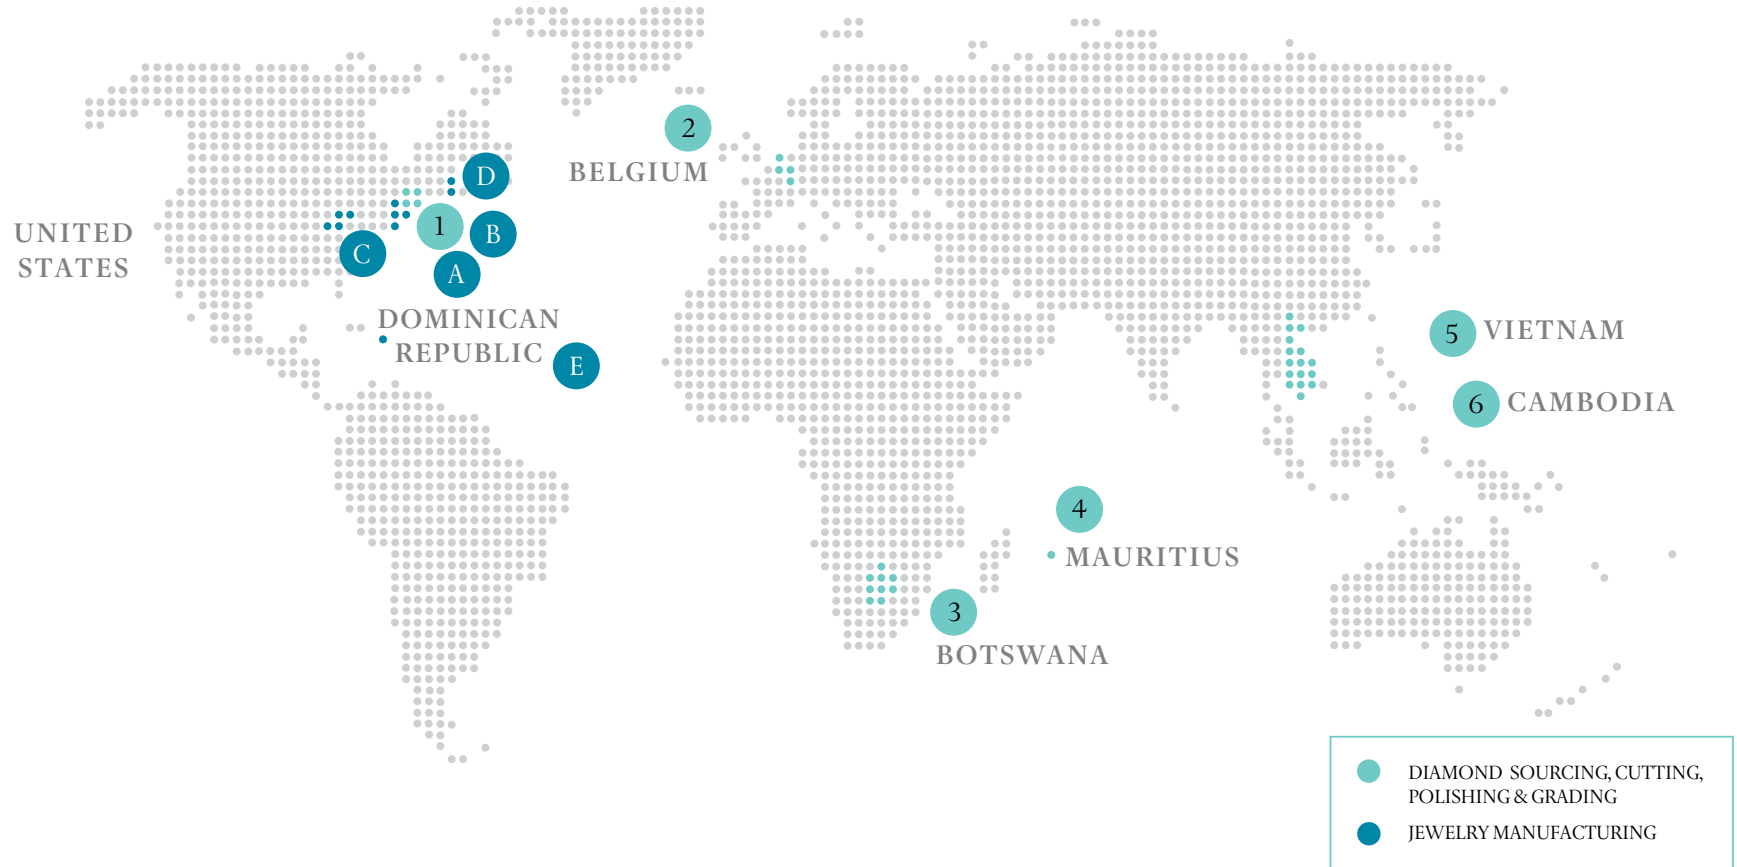 2
BELGIUM
D
1
B
UNITED
STATES
C
A
DOMINICAN
REPUBLIC
E
5
VIETNAM
6
CAMBODIA
4
MAURITIUS
3
BOTSWANA
DIAMOND SOURCING, CUTTING,
POLISHING & GRADING
JEWELRY MANUFACTURING